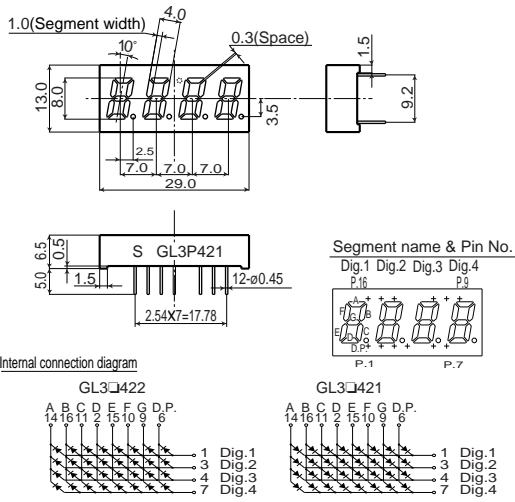 1.0(Segment width)
4.0
10°
0.3(Space)
1.5
13.0
8.0
3.5
9.2
2.5
7.0
7.0
7.0
29.0
6.5
0.5
5.0
1.5
S GL3P421
12-ø0.45
2.54X7=17.78
Segment name & Pin No.
Dig.1 Dig.2 Dig.3 Dig.4
P.16 P.9
A
F B
G
E C
D
D.P.
P.1 P.7
Internal connection diagram
GL3□422
A B C D E F G D.P.
14 16 11 2 15 10 9 6
1 Dig.1
3 Dig.2
4 Dig.3
7 Dig.4
GL3□421
A B C D E F G D.P.
14 16 11 2 15 10 9 6
1 Dig.1
3 Dig.2
4 Dig.3
7 Dig.4